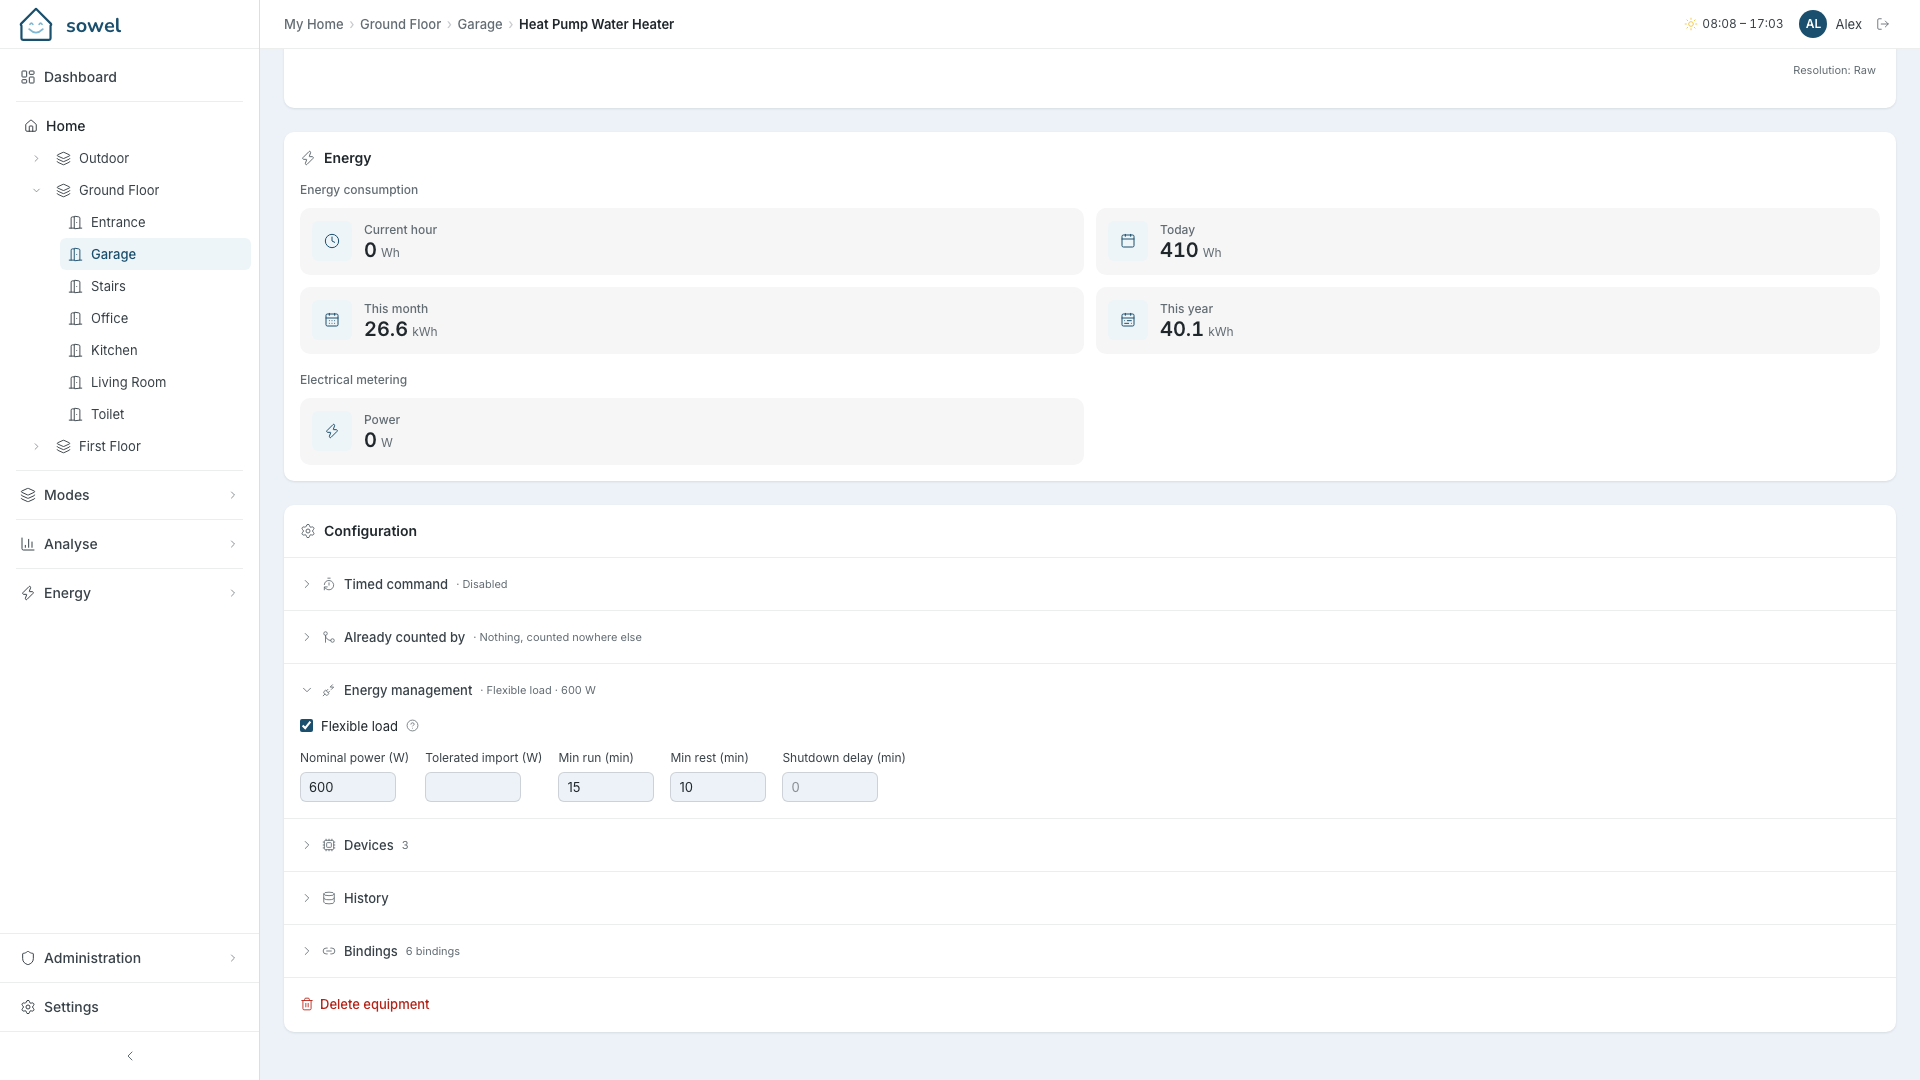 sowel
My Home › Ground Floor › Garage › Heat Pump Water Heater
08:08 – 17:03
AL
Alex
Dashboard
Home
Outdoor
Ground Floor
Entrance
Garage
Stairs
Office
Kitchen
Living Room
Toilet
First Floor
Modes
Analyse
Energy
Administration
Settings
Resolution: Raw
Energy
Energy consumption
Current hour
0 Wh
Today
410 Wh
This month
26.6 kWh
This year
40.1 kWh
Electrical metering
Power
0 W
Configuration
Timed command · Disabled
Already counted by · Nothing, counted nowhere else
Energy management · Flexible load · 600 W
Flexible load
Nominal power (W) Tolerated import (W) Min run (min) Min rest (min) Shutdown delay (min)
600 15 10 0
Devices 3
History
Bindings 6 bindings
Delete equipment